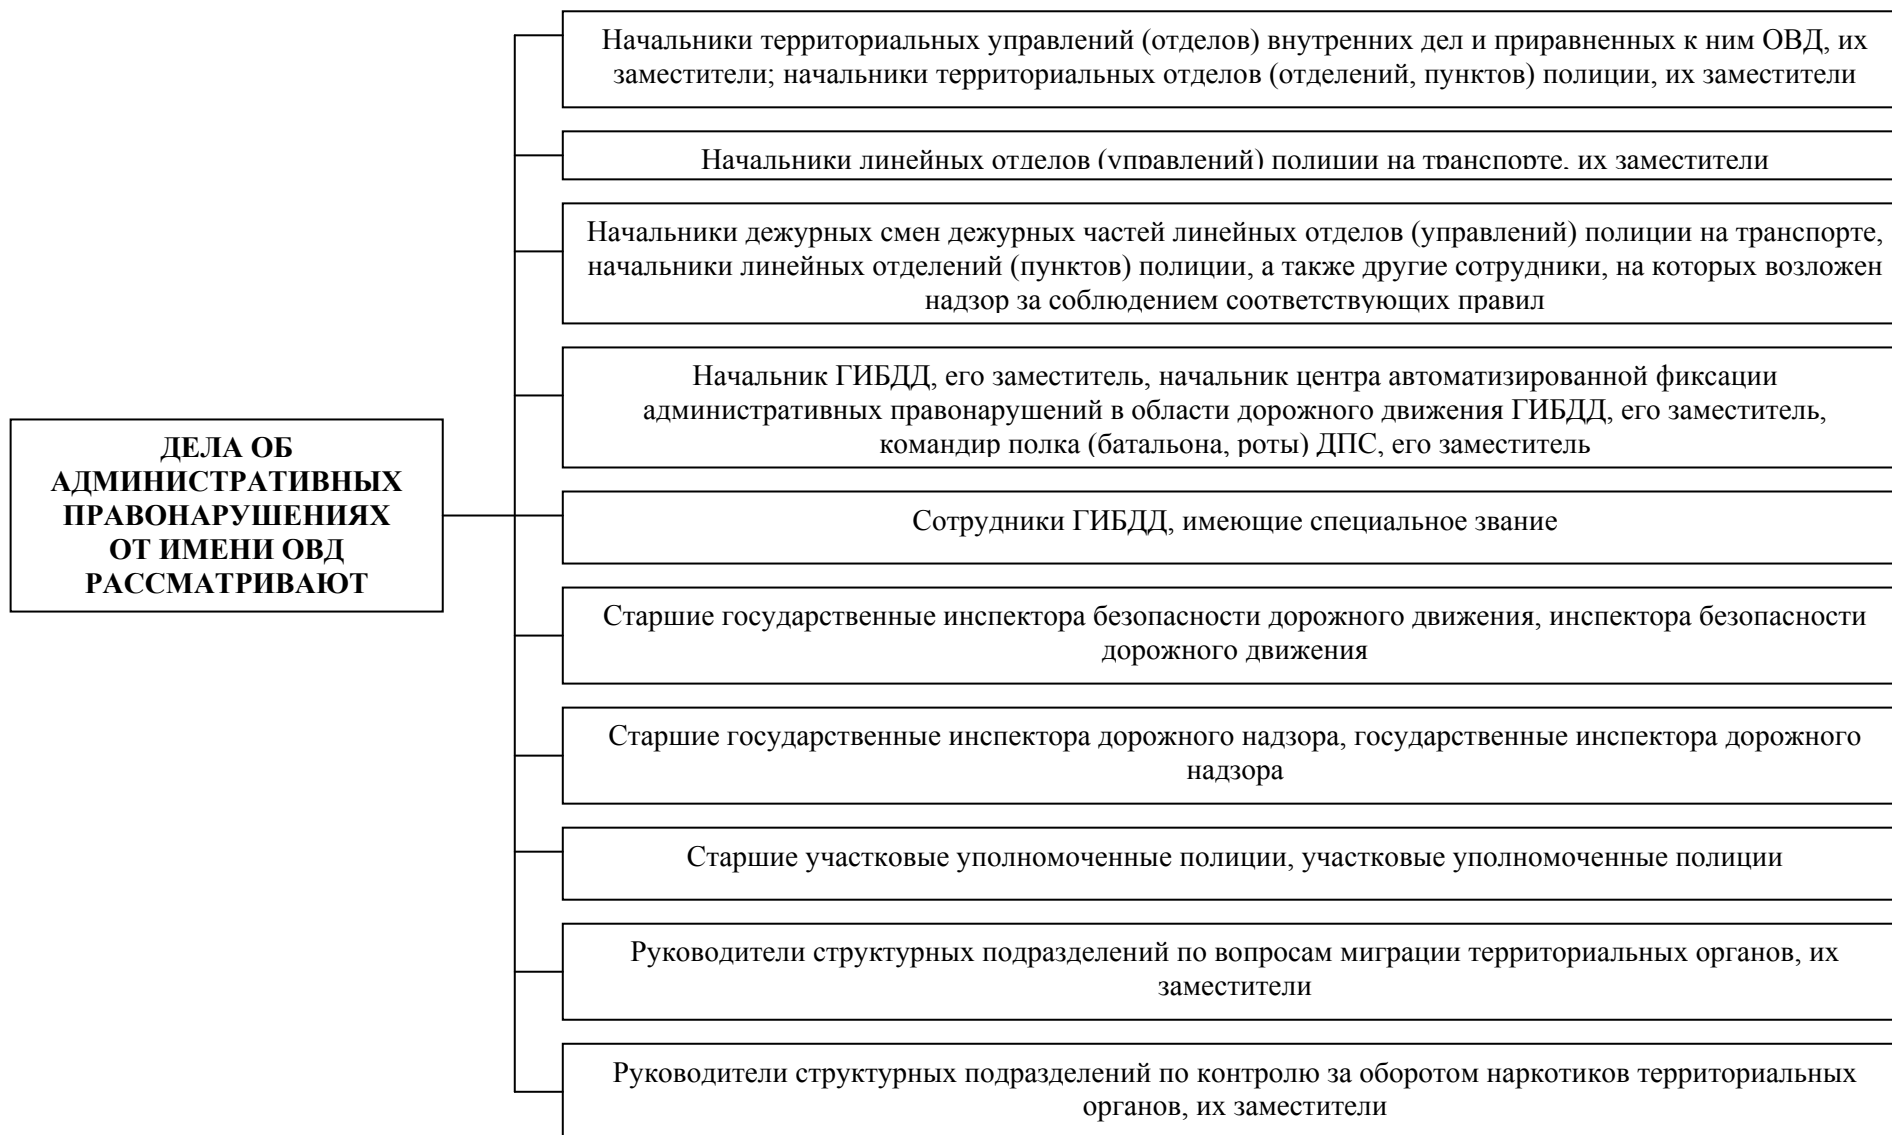 ДЕЛА ОБ
АДМИНИСТРАТИВНЫХ
ПРАВОНАРУШЕНИЯХ
ОТ ИМЕНИ ОВД
РАССМАТРИВАЮТ
Начальники территориальных управлений (отделов) внутренних дел и приравненных к ним ОВД, их
заместители; начальники территориальных отделов (отделений, пунктов) полиции, их заместители
Начальники линейных отделов (управлений) полиции на транспорте, их заместители
Начальники дежурных смен дежурных частей линейных отделов (управлений) полиции на транспорте,
начальники линейных отделений (пунктов) полиции, а также другие сотрудники, на которых возложен
надзор за соблюдением соответствующих правил
Начальник ГИБДД, его заместитель, начальник центра автоматизированной фиксации
административных правонарушений в области дорожного движения ГИБДД, его заместитель,
командир полка (батальона, роты) ДПС, его заместитель
Сотрудники ГИБДД, имеющие специальное звание
Старшие государственные инспектора безопасности дорожного движения, инспектора безопасности
дорожного движения
Старшие государственные инспектора дорожного надзора, государственные инспектора дорожного
надзора
Старшие участковые уполномоченные полиции, участковые уполномоченные полиции
Руководители структурных подразделений по вопросам миграции территориальных органов, их
заместители
Руководители структурных подразделений по контролю за оборотом наркотиков территориальных
органов, их заместители